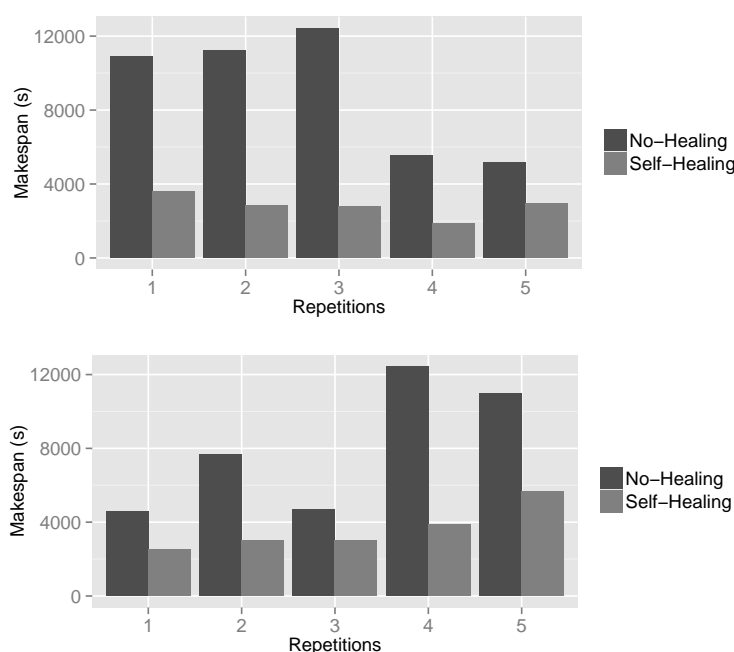 12000
8000
4000
0
Makespan (s)
1 2 3 4 5
Repetitions
No−Healing
Self−Healing
12000
8000
4000
0
Makespan (s)
1 2 3 4 5
Repetitions
No−Healing
Self−Healing